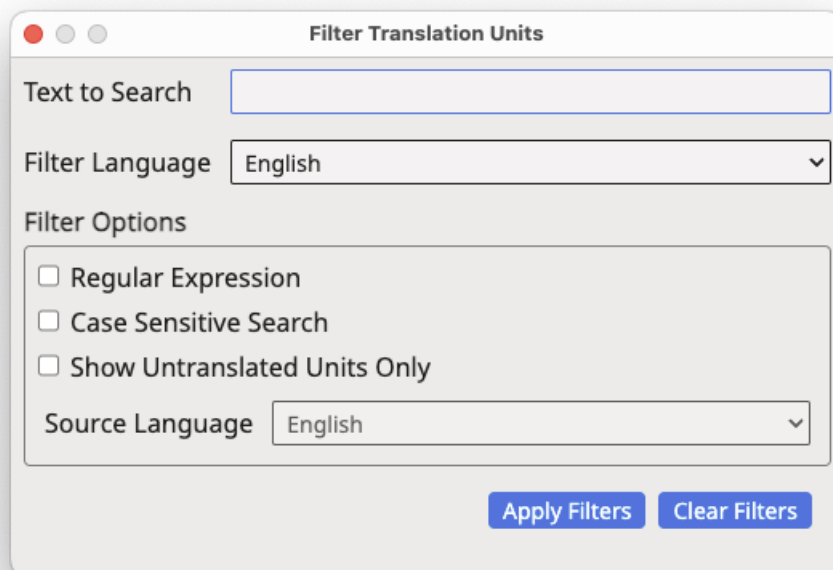 Filter Translation Units
Text to Search
Filter Language English
Filter Options
Regular Expression
Case Sensitive Search
Show Untranslated Units Only
Source Language English
Apply Filters Clear Filters